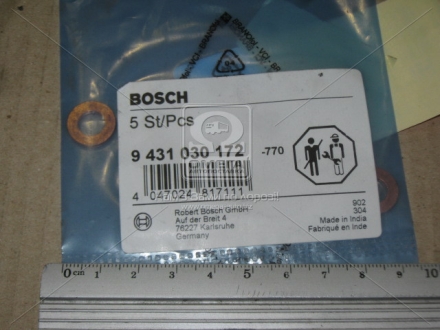 BOSCH
5 St/Pcs
9 431 030 172
-770
4 047024 817111
Robert Bosch GmbH
Auf der Breit 4
76227 Karlsruhe
Germany
902
304
Made in India
Fabriqué en Inde
0 cm 1 2 3 4 5 6 7 8 9 10